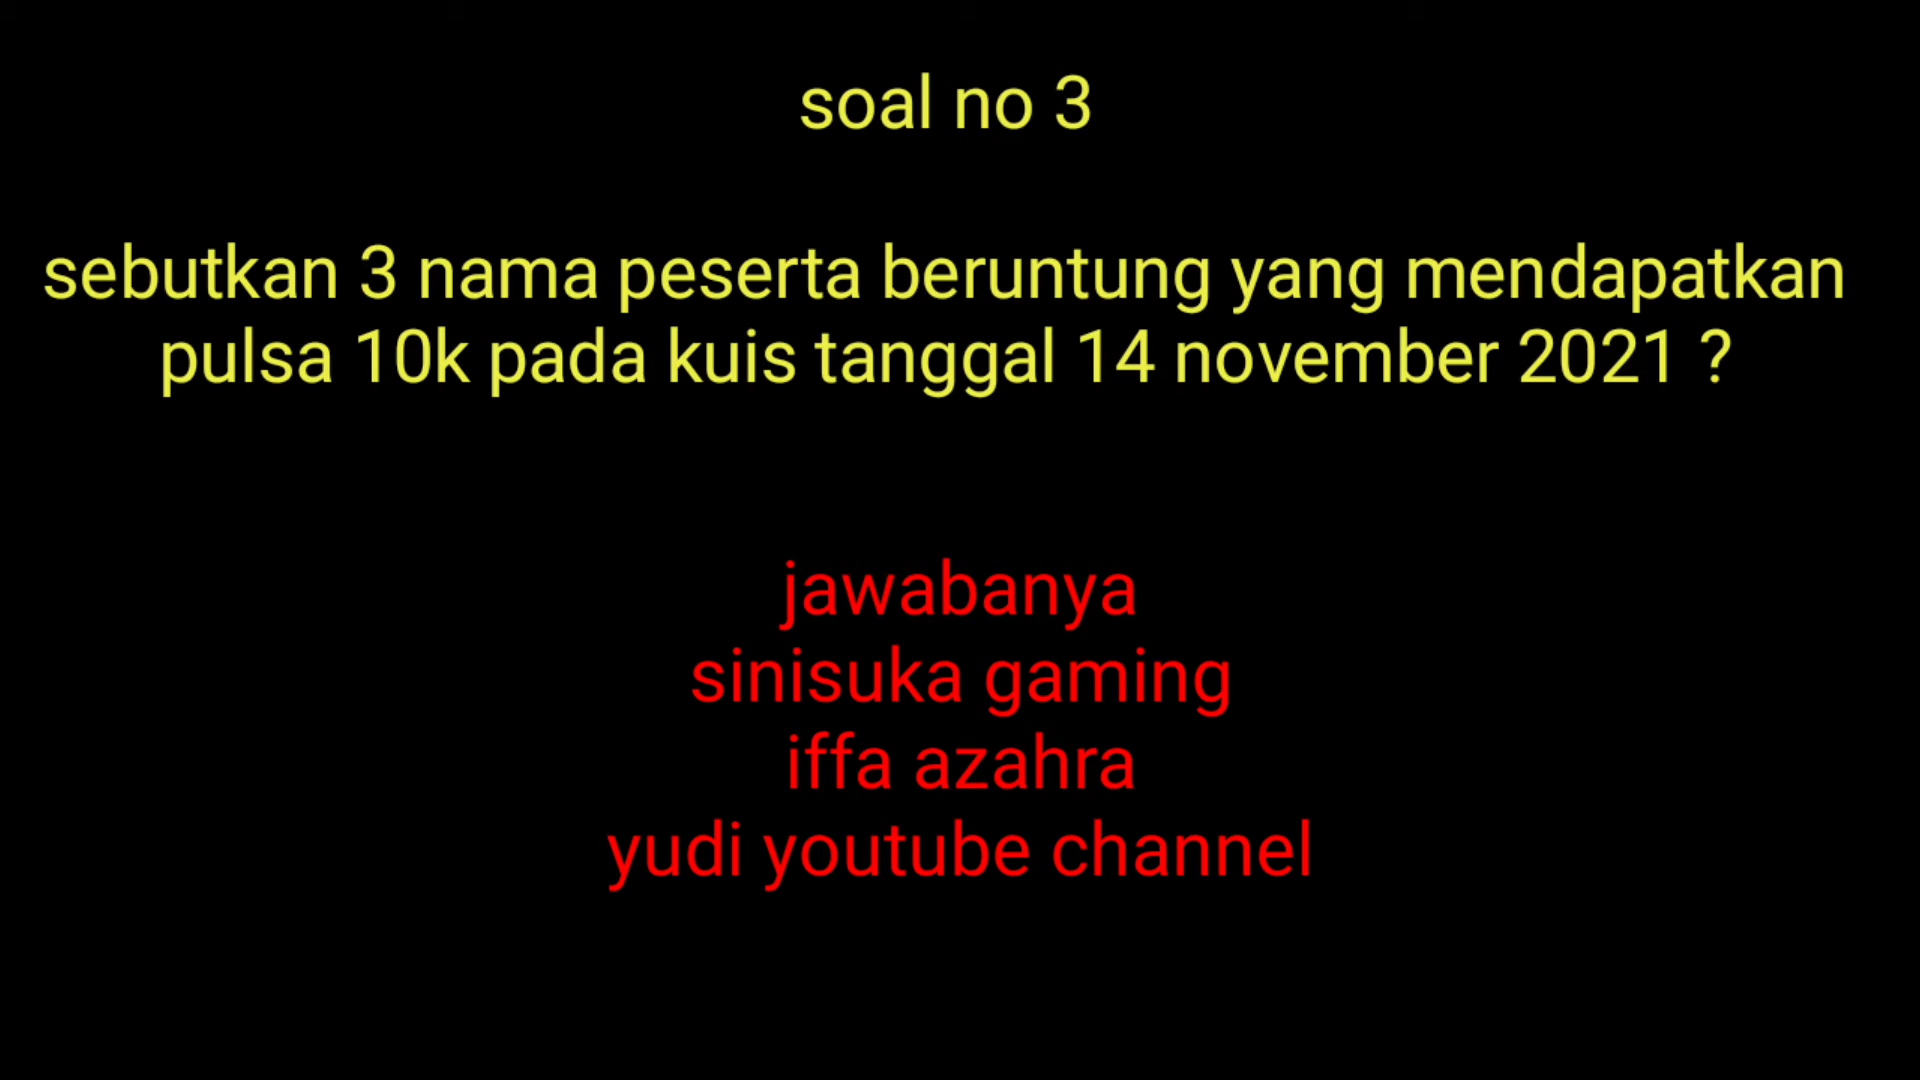 soal no 3
sebutkan 3 nama peserta beruntung yang mendapatkan
pulsa 10k pada kuis tanggal 14 november 2021 ?
jawabanya
sinisuka gaming
iffa azahra
yudi youtube channel